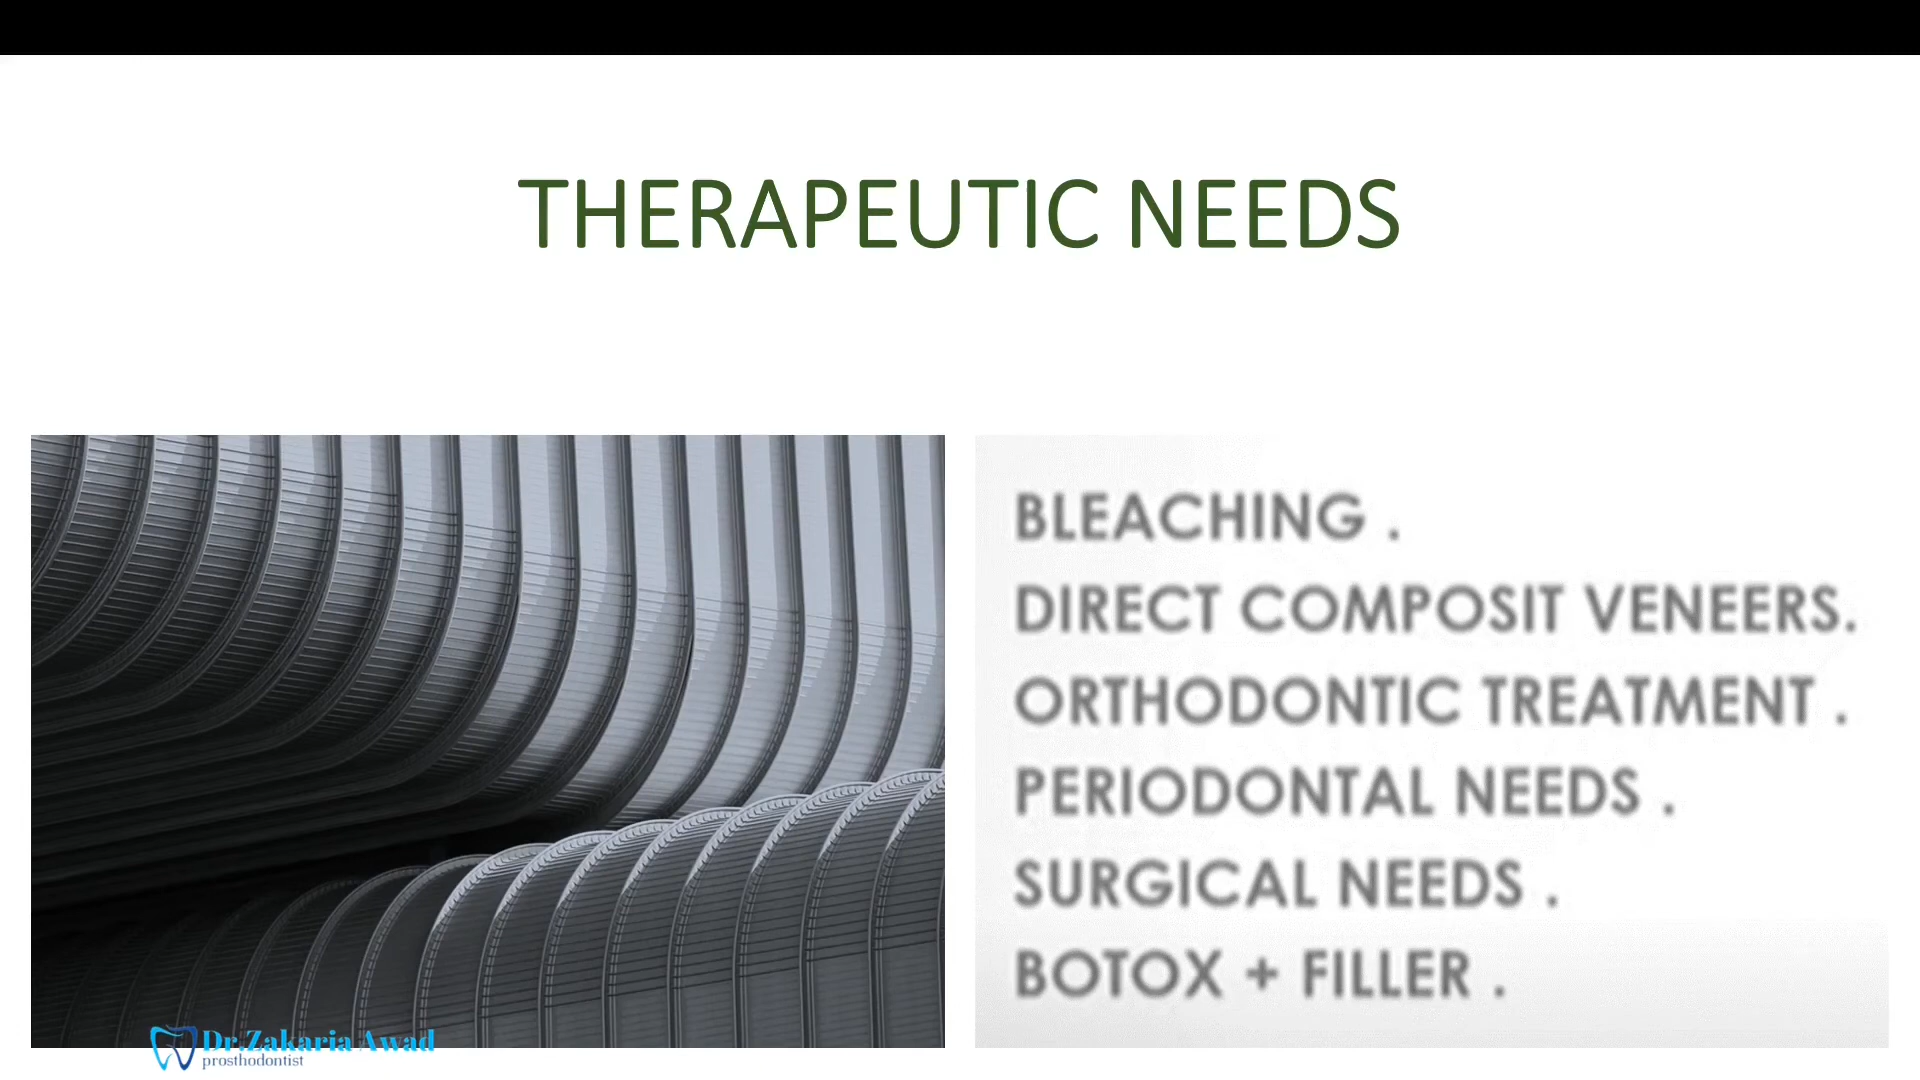 THERAPEUTIC NEEDS
BLEACHING .
DIRECT COMPOSIT VENEERS.
ORTHODONTIC TREATMENT .
PERIODONTAL NEEDS .
SURGICAL NEEDS .
BOTOX + FILLER .
Dr.Zakaria Awad
prosthodontist